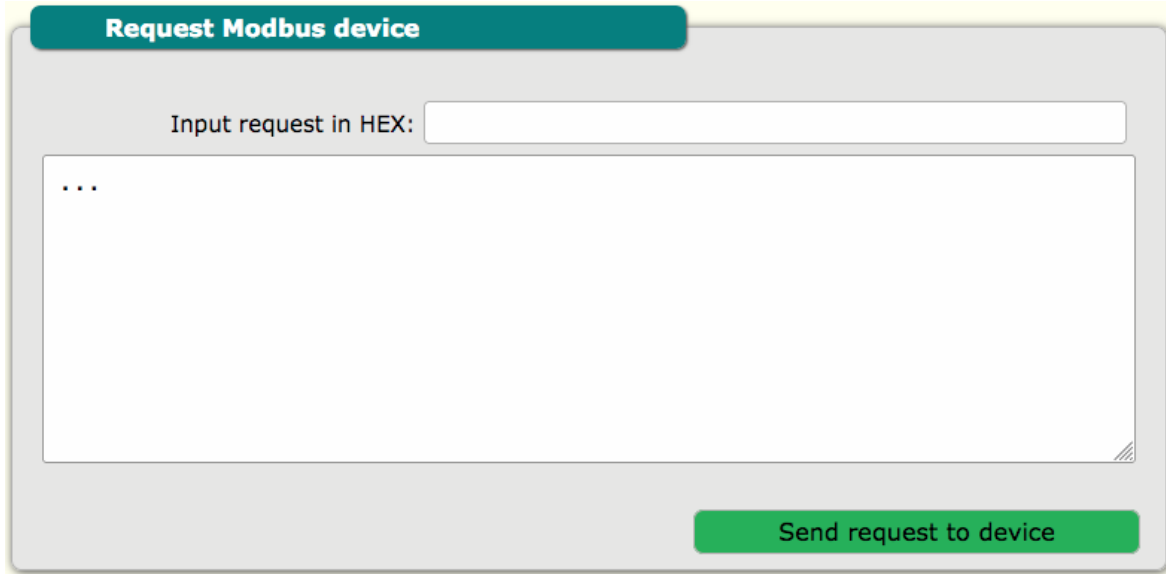 Request Modbus device
Input request in HEX:
...
Send request to device